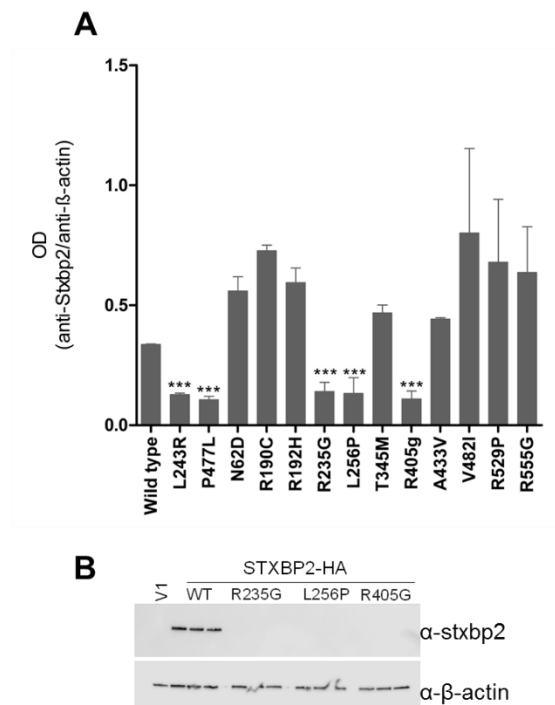 A
1.5
1.0
0.5
0.0
OD
(anti-Stxbp2/anti-ß-actin)
*** *** *** *** ***
Wild type
L243R
P477L
N62D
R190C
R192H
R235G
L256P
T345M
R405g
A433V
V482I
R529P
R555G
B
STXBP2-HA
V1 WT R235G L256P R405G
α-stxbp2
α-β-actin